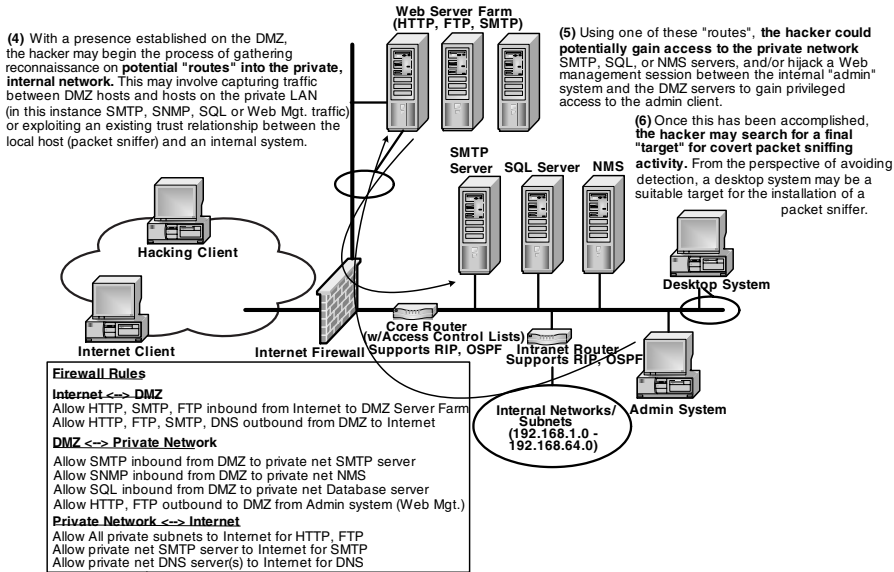 Web Server Farm
(HTTP, FTP, SMTP)
(4) With a presence established on the DMZ,
the hacker may begin the process of gathering
reconnaissance on potential "routes" into the private,
internal network. This may involve capturing traffic
between DMZ hosts and hosts on the private LAN
(in this instance SMTP, SNMP, SQL or Web Mgt. traffic)
or exploiting an existing trust relationship between the
local host (packet sniffer) and an internal system.
(5) Using one of these "routes", the hacker could
potentially gain access to the private network
SMTP, SQL, or NMS servers, and/or hijack a Web
management session between the internal "admin"
system and the DMZ servers to gain privileged
access to the admin client.
(6) Once this has been accomplished,
the hacker may search for a final
"target" for covert packet sniffing
activity. From the perspective of avoiding
detection, a desktop system may be a
suitable target for the installation of a
packet sniffer.
SMTP
Server
SQL Server
NMS
Hacking Client
Desktop System
Internet Client
Internet Firewall
Core Router
(w/Access Control Lists)
Supports RIP, OSPF
Intranet Router
Supports RIP, OSPF
Admin System
Internal Networks/
Subnets
(192.168.1.0 -
192.168.64.0)
Firewall Rules
Internet <--> DMZ
Allow HTTP, SMTP, FTP inbound from Internet to DMZ Server Farm
Allow HTTP, FTP, SMTP, DNS outbound from DMZ to Internet
DMZ <--> Private Network
Allow SMTP inbound from DMZ to private net SMTP server
Allow SNMP inbound from DMZ to private net NMS
Allow SQL inbound from DMZ to private net Database server
Allow HTTP, FTP outbound to DMZ from Admin system (Web Mgt.)
Private Network <--> Internet
Allow All private subnets to Internet for HTTP, FTP
Allow private net SMTP server to Internet for SMTP
Allow private net DNS server(s) to Internet for DNS